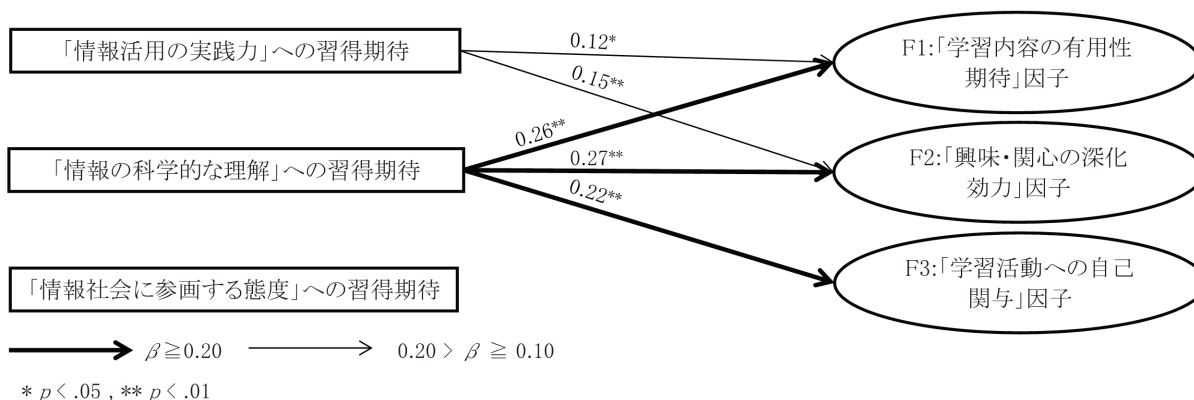 「情報活用の実践力」への習得期待
0.12*
F1:「学習内容の有用性
期待」因子
0.15**
0.26**
「情報の科学的な理解」への習得期待
0.27**
F2:「興味・関心の深化
効力」因子
0.22**
「情報社会に参画する態度」への習得期待
F3:「学習活動への自己
関与」因子
β≧0.20
0.20 > β ≧ 0.10
* p < .05 , ** p < .01